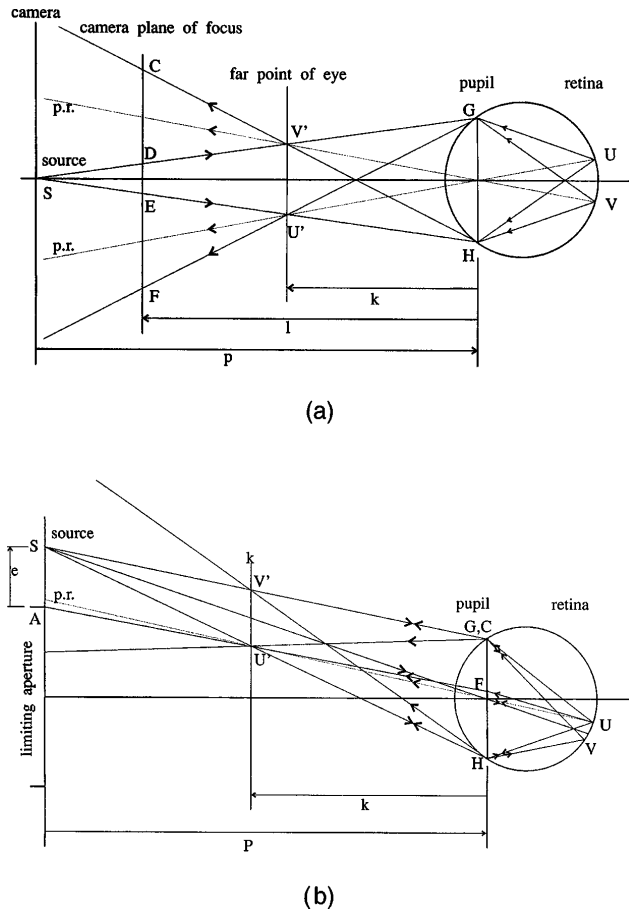 camera
camera plane of focus
C
far point of eye
pupil
retina
p.r.
G
V'
U
source
D
S
E
V
p.r.
U'
H
F
k
l
p
(a)
S
source
k
e
V'
pupil
retina
p.r.
G,C
A
U'
F
limiting aperture
U
V
H
k
P
(b)